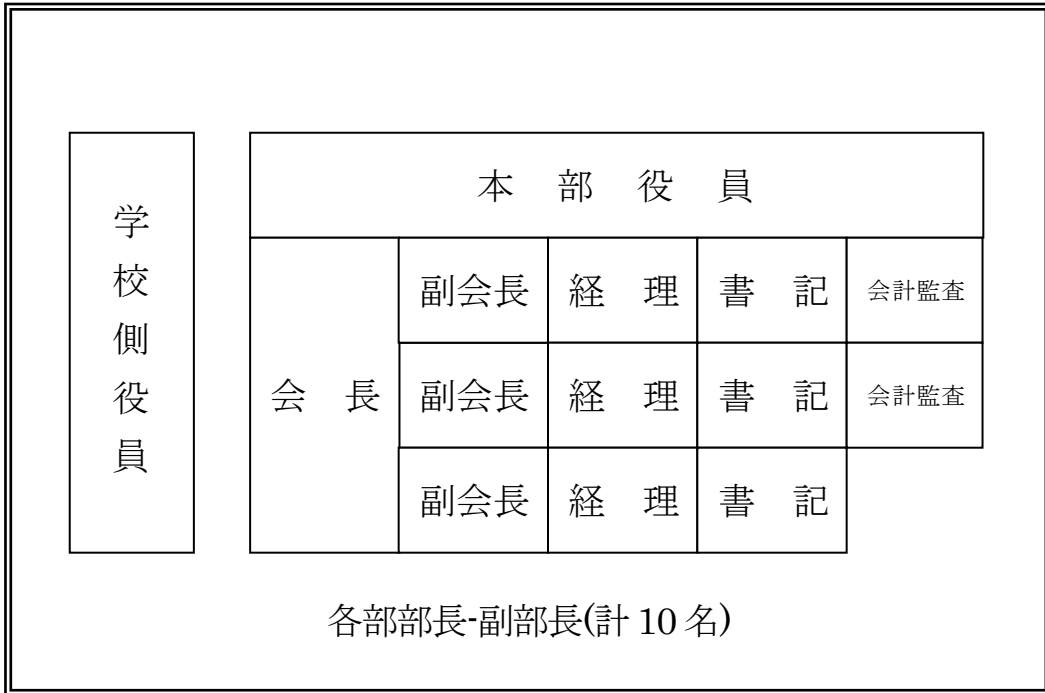 学校側役員
本部役員
会長
副会長 経理 書記 会計監査
副会長 経理 書記 会計監査
副会長 経理 書記
各部部長-副部長(計10名)